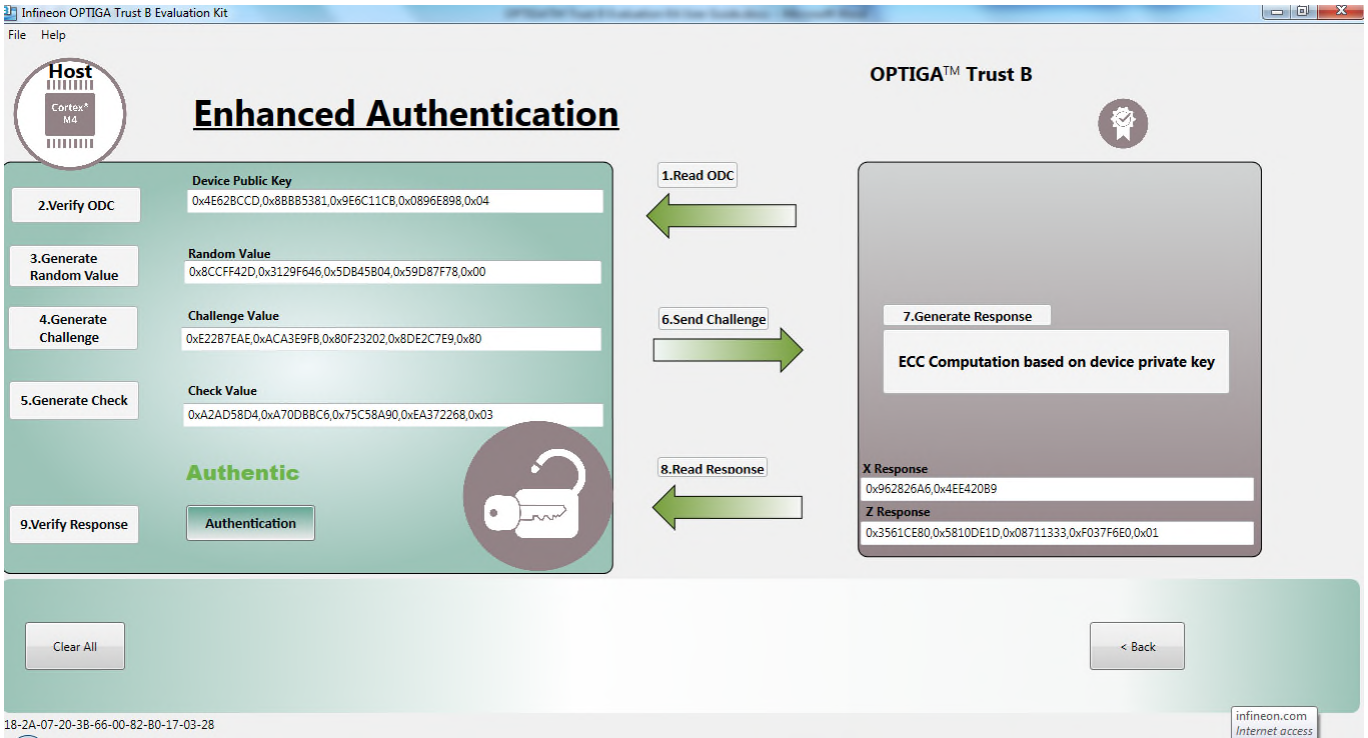 Infineon OPTIGA Trust B Evaluation Kit
File Help
Host
Cortex*
M4
Enhanced Authentication
OPTIGA™ Trust B
2.Verify ODC
Device Public Key
0x4E62BCCD,0x8BBB5381,0x9E6C11CB,0x0896E898,0x04
1.Read ODC
3.Generate
Random Value
Random Value
0x8CCFF42D,0x3129F646,0x5DB45B04,0x59D87F78,0x00
4.Generate
Challenge
Challenge Value
0xE22B7EAE,0xACA3E9FB,0x80F23202,0x8DE2C7E9,0x80
6.Send Challenge
7.Generate Response
ECC Computation based on device private key
5.Generate Check
Check Value
0xA2AD58D4,0xA70DBBC6,0x75C58A90,0xEA372268,0x03
Authentic
8.Read Response
X Response
0x962826A6,0x4EE420B9
Z Response
0x3561CE80,0x5810DE1D,0x08711333,0xF037F6E0,0x01
9.Verify Response
Authentication
Clear All
< Back
18-2A-07-20-3B-66-00-82-B0-17-03-28
infineon.com
Internet access